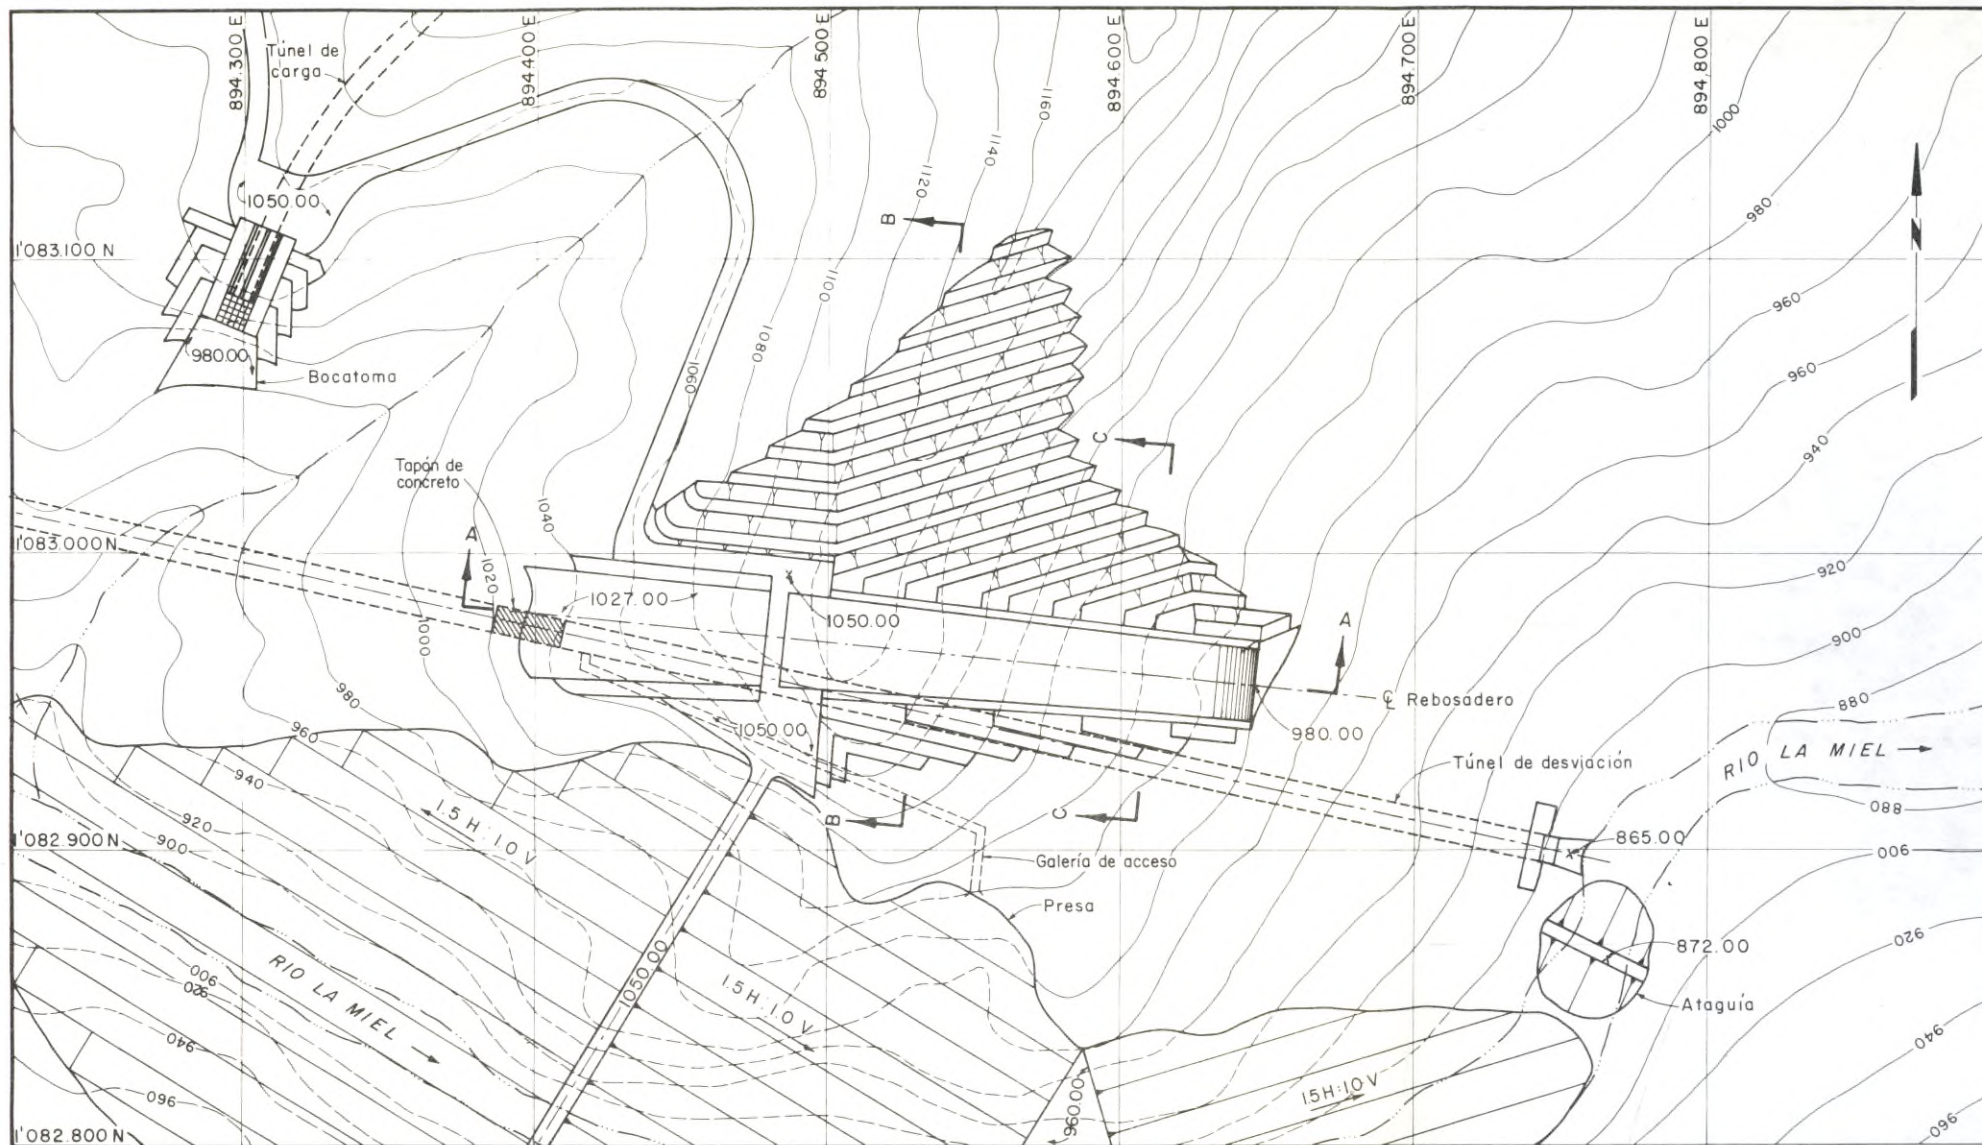 894.300 E
894.400 E
894.500 E
894.600 E
894.700 E
894.800 E
Túnel de
carga
1160
1140
1120
1100
1080
1060
1000
980
960
960
940
920
900
880
880
900
920
940
960
N
1050.00
1'083.100 N
980.00
Bocatoma
B
C
Tapón de
concreto
1040
1020
1000
980
960
940
920
900
1'083.000 N
A
1027.00
1050.00
A
℄ Rebosadero
980.00
1050.00
Túnel de desviación
RIO LA MIEL
1.5 H:1.0 V
B
C
1'082.900 N
865.00
Galería de acceso
Presa
872.00
Ataguía
RIO LA MIEL
1050.00
1.5 H:1.0 V
900
920
940
960
960.00
1.5 H:1.0 V
1'082.800 N